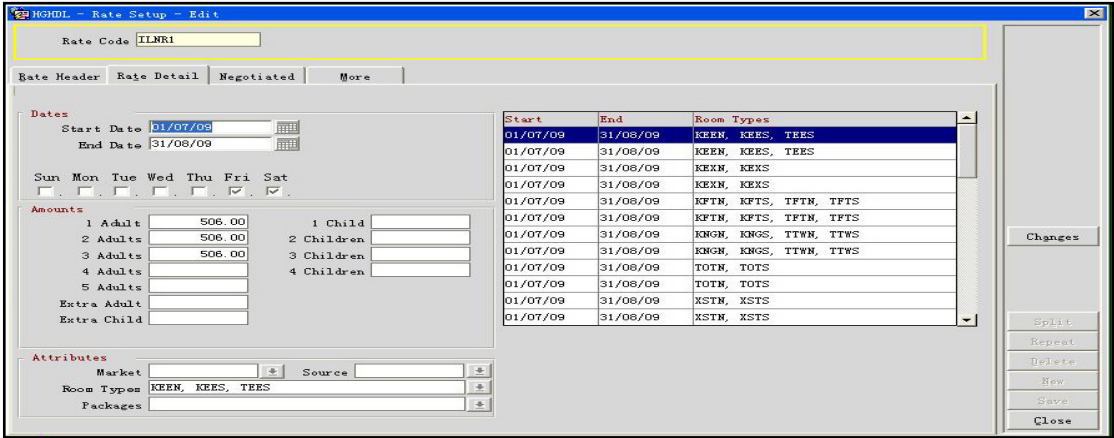 HGHDL - Rate Setup - Edit
Rate Code ILNR1
Rate Header Rate Detail Negotiated More
Dates
Start Date 01/07/09
End Date 31/08/09
Sun Mon Tue Wed Thu Fri Sat
Amounts
1 Adult 506.00 1 Child
2 Adults 506.00 2 Children
3 Adults 506.00 3 Children
4 Adults 4 Children
5 Adults
Extra Adult
Extra Child
Attributes
Market Source
Room Types KEEN, KEES, TEES
Packages
Start End Room Types
01/07/09 31/08/09 KEEN, KEES, TEES
01/07/09 31/08/09 KEEN, KEES, TEES
01/07/09 31/08/09 KEXN, KEXS
01/07/09 31/08/09 KEXN, KEXS
01/07/09 31/08/09 KFTN, KFTS, TFTN, TFTS
01/07/09 31/08/09 KFTN, KFTS, TFTN, TFTS
01/07/09 31/08/09 KNGN, KNGS, TTWN, TTWS
01/07/09 31/08/09 KNGN, KNGS, TTWN, TTWS
01/07/09 31/08/09 TOTN, TOTS
01/07/09 31/08/09 TOTN, TOTS
01/07/09 31/08/09 XSTN, XSTS
01/07/09 31/08/09 XSTN, XSTS
Changes
Split
Repeat
Delete
New
Save
Close